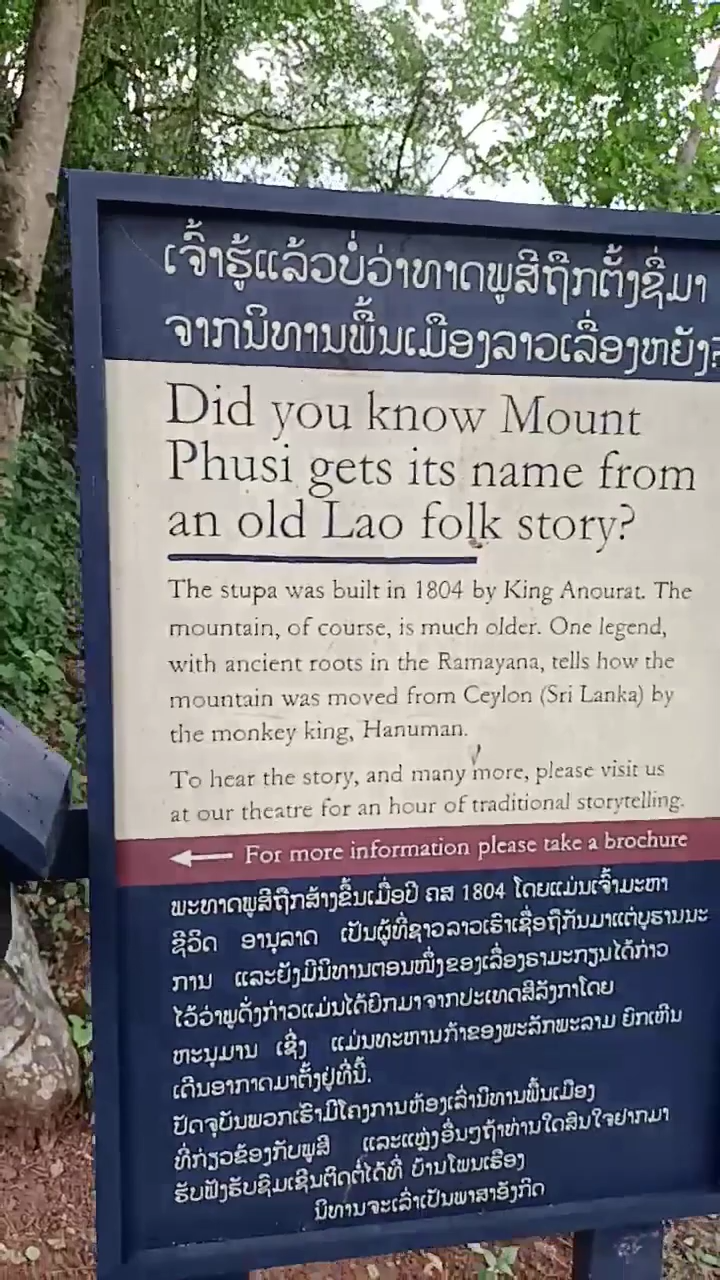 ເຈົ້າຮູ້ແລ້ວບໍ່ວ່າທາດພູສີຖືກຕັ້ງຊື່ມາ
ຈາກນິທານພື້ນເມືອງລາວເລື່ອງຫຍັງ?
Did you know Mount
Phusi gets its name from
an old Lao folk story?
The stupa was built in 1804 by King Anourat. The
mountain, of course, is much older. One legend,
with ancient roots in the Ramayana, tells how the
mountain was moved from Ceylon (Sri Lanka) by
the monkey king, Hanuman.
To hear the story, and many more, please visit us
at our theatre for an hour of traditional storytelling.
← For more information please take a brochure
ພະທາດພູສີຖືກສ້າງຂຶ້ນເມື່ອປີ ຄສ 1804 ໂດຍແມ່ນເຈົ້າມະຫາ
ຊີວິດ ອານຸລາດ ເປັນຜູ້ທີ່ຊາວລາວເຮົາເຊື່ອຖືກັນມາແຕ່ບູຮານນະ
ການ ແລະຍັງມີນິທານຕອນໜຶ່ງຂອງເລື່ອງຣາມະກຽນໄດ້ກ່າວ
ໄວ້ວ່າພູດັ່ງກ່າວແມ່ນໄດ້ຍົກມາຈາກປະເທດສີລັງກາໂດຍ
ຫະນຸມານ ເຊິ່ງ ແມ່ນທະຫານກ້າຂອງພະລັກພະລາມ ຍົກເຫີນ
ເດີນອາກາດມາຕັ້ງຢູ່ທີ່ນີ້.
ປັດຈຸບັນພວກເຮົາມີໂຄງການຫ້ອງເລົ່ານິທານພື້ນເມືອງ
ທີ່ກ່ຽວຂ້ອງກັບພູສີ ແລະແຫຼ່ງອື່ນໆຖ້າທ່ານໃດສົນໃຈຢາກມາ
ຮັບຟັງຮັບຊົມເຊີນຕິດຕໍ່ໄດ້ທີ່ ບ້ານໂພນເຮືອງ
ນິທານຈະເລົ່າເປັນພາສາອັງກິດ